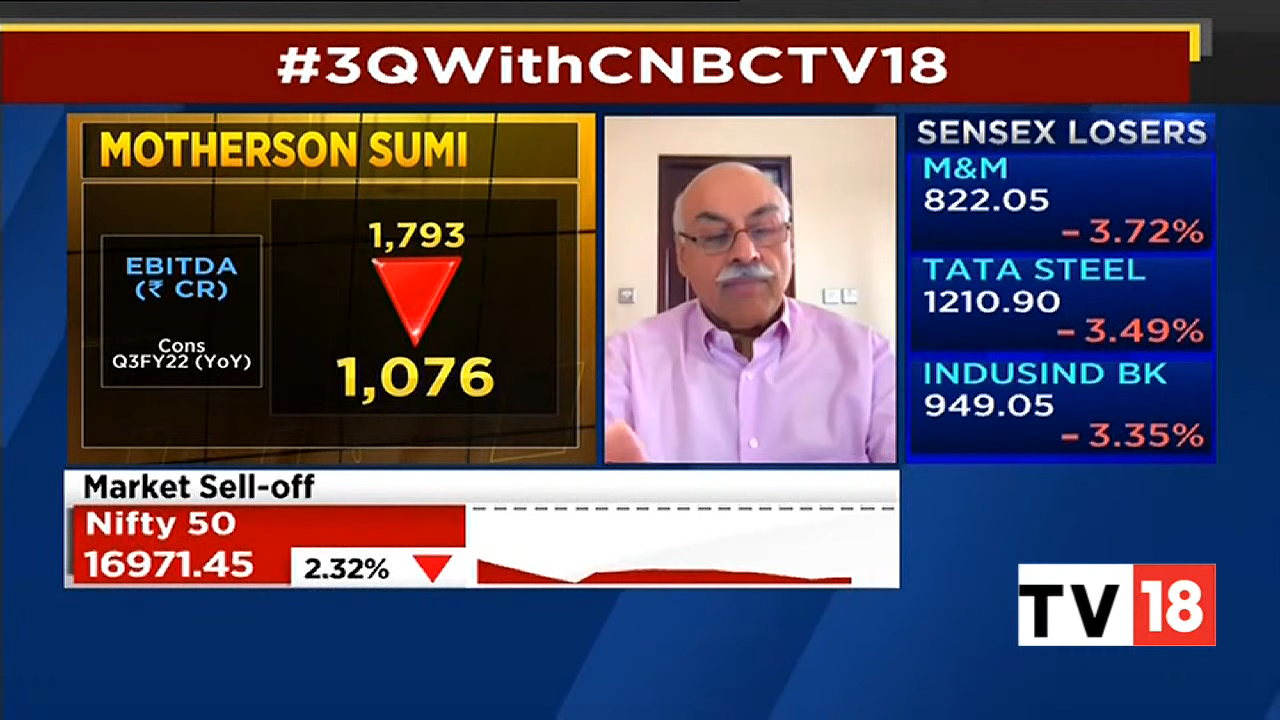 #3QWithCNBCTV18
MOTHERSON SUMI
EBITDA
(₹ CR)
Cons
Q3FY22 (YoY)
1,793
1,076
SENSEX LOSERS
M&M
822.05
– 3.72%
TATA STEEL
1210.90
– 3.49%
INDUSIND BK
949.05
– 3.35%
Market Sell-off
Nifty 50
16971.45
2.32%
TV18